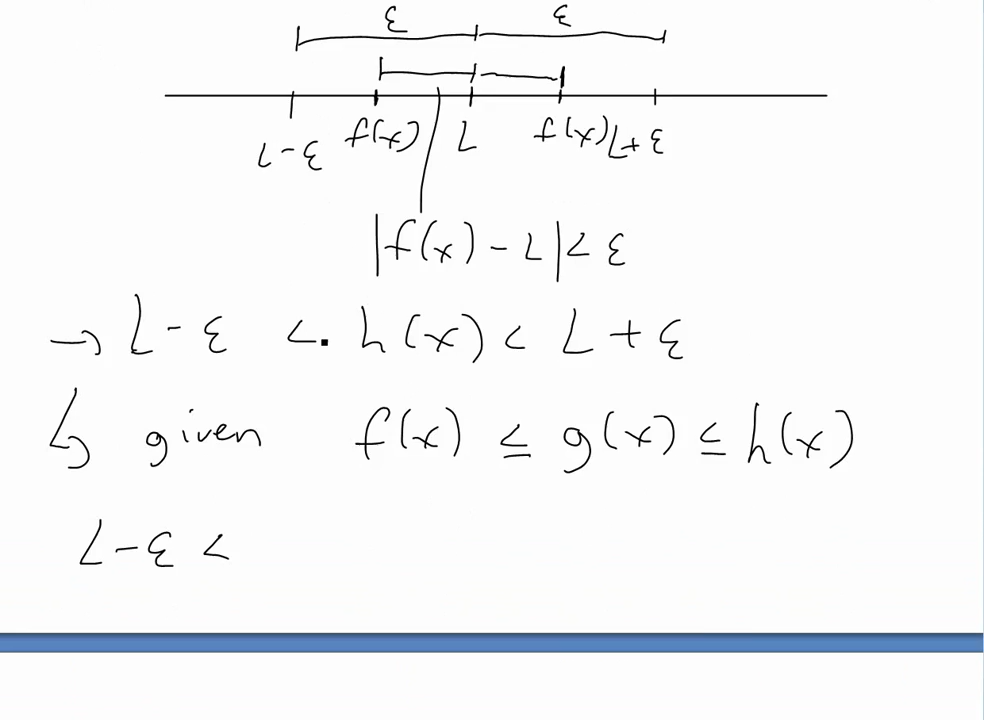 ε ε
L-ε f(x) L f(x) L+ε
|f(x) - L| < ε
→ L-ε <. h(x) < L + ε
↳ given f(x) ≤ g(x) ≤ h(x)
L-ε <